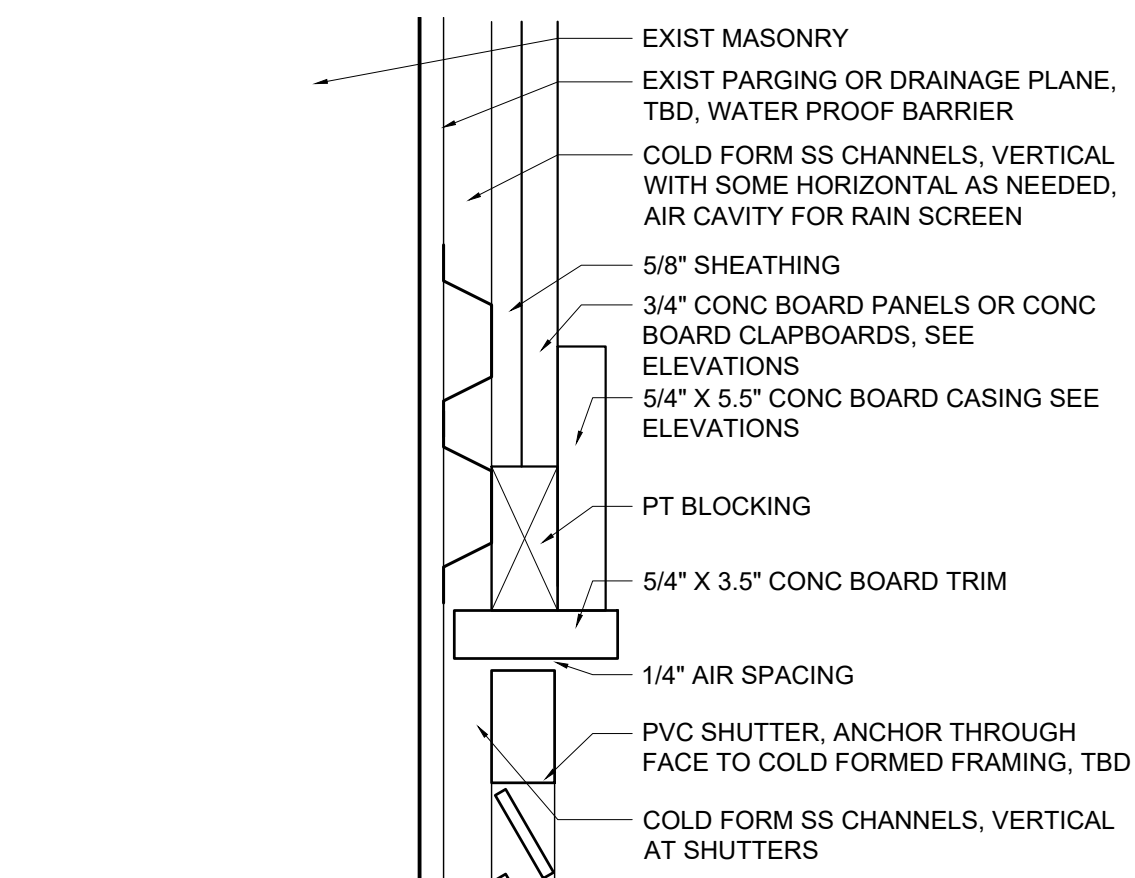 EXIST MASONRY
EXIST PARGING OR DRAINAGE PLANE,
TBD, WATER PROOF BARRIER
COLD FORM SS CHANNELS, VERTICAL
WITH SOME HORIZONTAL AS NEEDED,
AIR CAVITY FOR RAIN SCREEN
5/8" SHEATHING
3/4" CONC BOARD PANELS OR CONC
BOARD CLAPBOARDS, SEE
ELEVATIONS
5/4" X 5.5" CONC BOARD CASING SEE
ELEVATIONS
PT BLOCKING
5/4" X 3.5" CONC BOARD TRIM
1/4" AIR SPACING
PVC SHUTTER, ANCHOR THROUGH
FACE TO COLD FORMED FRAMING, TBD
COLD FORM SS CHANNELS, VERTICAL
AT SHUTTERS